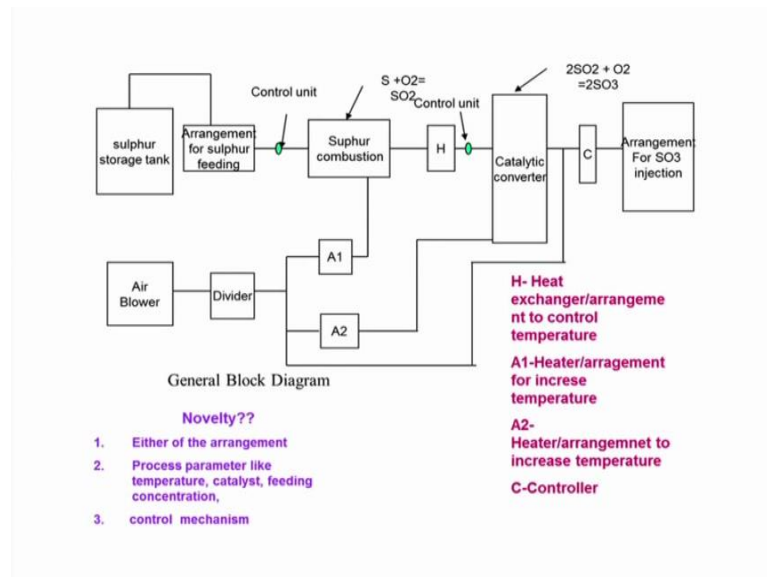 2SO2 + O2
=2SO3
S +O2=
SO2
Control unit
Control unit
sulphur
storage tank
Arrangement
for sulphur
feeding
Suphur
combustion
H
Catalytic
converter
C
Arrangement
For SO3
injection
A1
Air
Blower
Divider
A2
General Block Diagram
H- Heat
exchanger/arrangeme
nt to control
temperature
A1-Heater/arragement
for increse
temperature
A2-
Heater/arrangemnet to
increase temperature
C-Controller
Novelty??
1. Either of the arrangement
2. Process parameter like
temperature, catalyst, feeding
concentration,
3. control mechanism